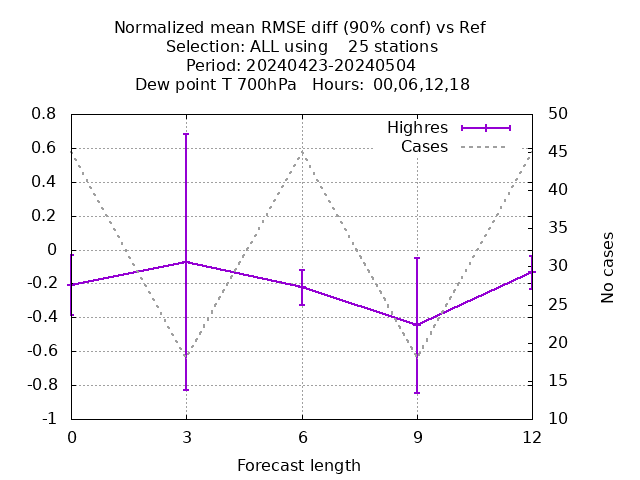 Normalized mean RMSE diff (90% conf) vs Ref
Selection: ALL using    25 stations
Period: 20240423-20240504
Dew point T 700hPa   Hours: 00,06,12,18
Highres
Cases
0.8
0.6
0.4
0.2
0
-0.2
-0.4
-0.6
-0.8
-1
50
45
40
35
30
25
20
15
10
No cases
0 3 6 9 12
Forecast length